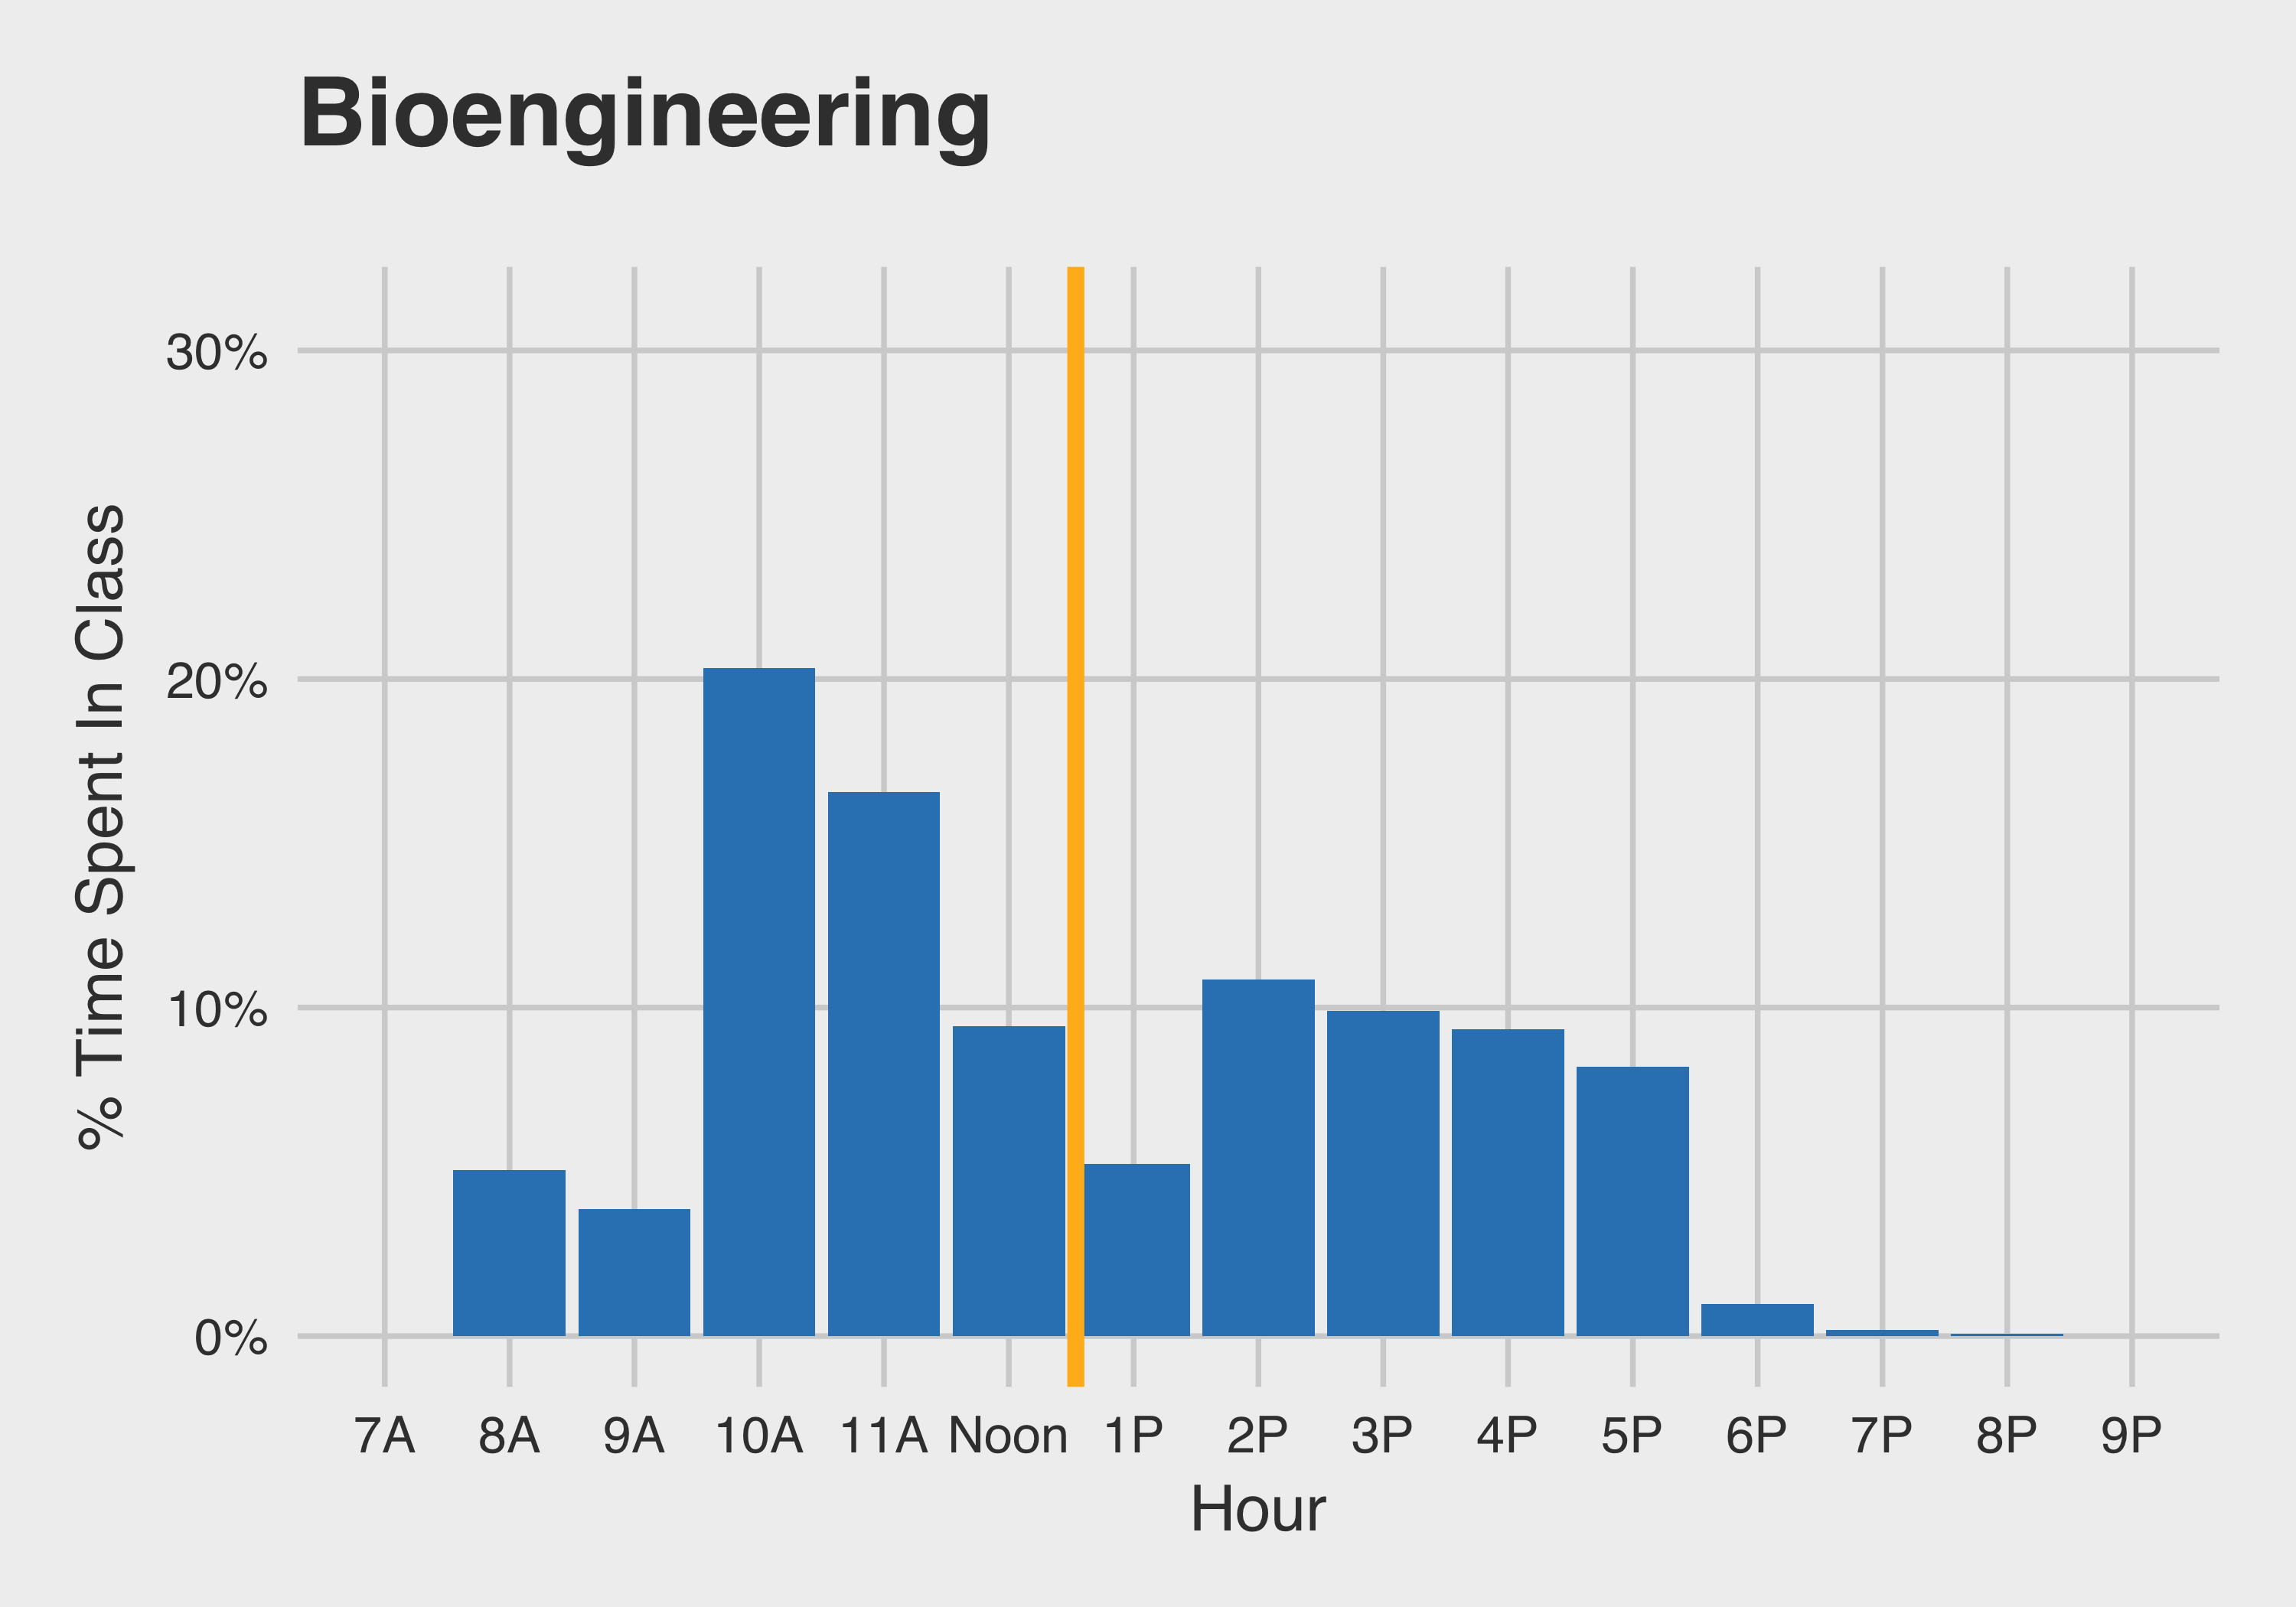 Bioengineering
% Time Spent In Class
30%
20%
10%
0%
7A 8A 9A 10A 11A Noon 1P 2P 3P 4P 5P 6P 7P 8P 9P
Hour